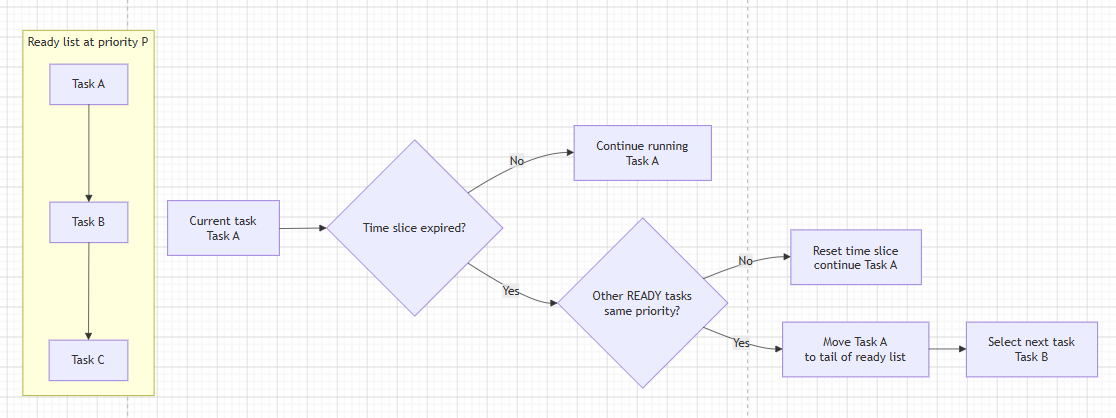 Ready list at priority P
Task A
Task B
Task C
Current task
Task A
Time slice expired?
No
Yes
Continue running
Task A
Other READY tasks
same priority?
No
Yes
Reset time slice
continue Task A
Move Task A
to tail of ready list
Select next task
Task B